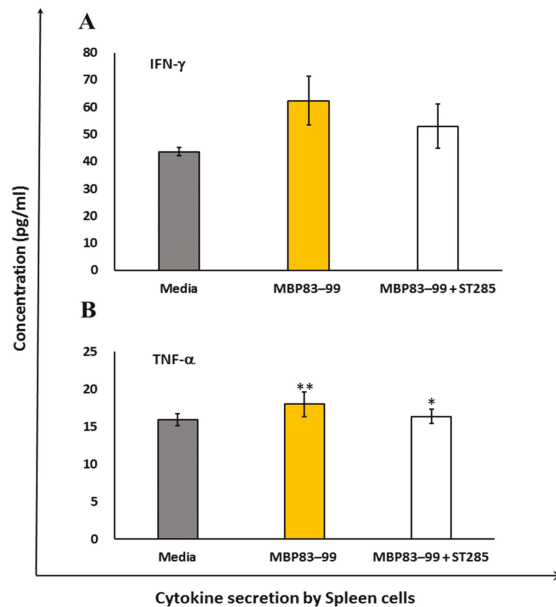 A
IFN-γ
80
70
60
50
40
30
20
10
0
Media MBP83–99 MBP83–99 + ST285
Concentration (pg/ml)
B
TNF-α
25
20
15
10
5
0
** *
Media MBP83–99 MBP83–99 + ST285
Cytokine secretion by Spleen cells